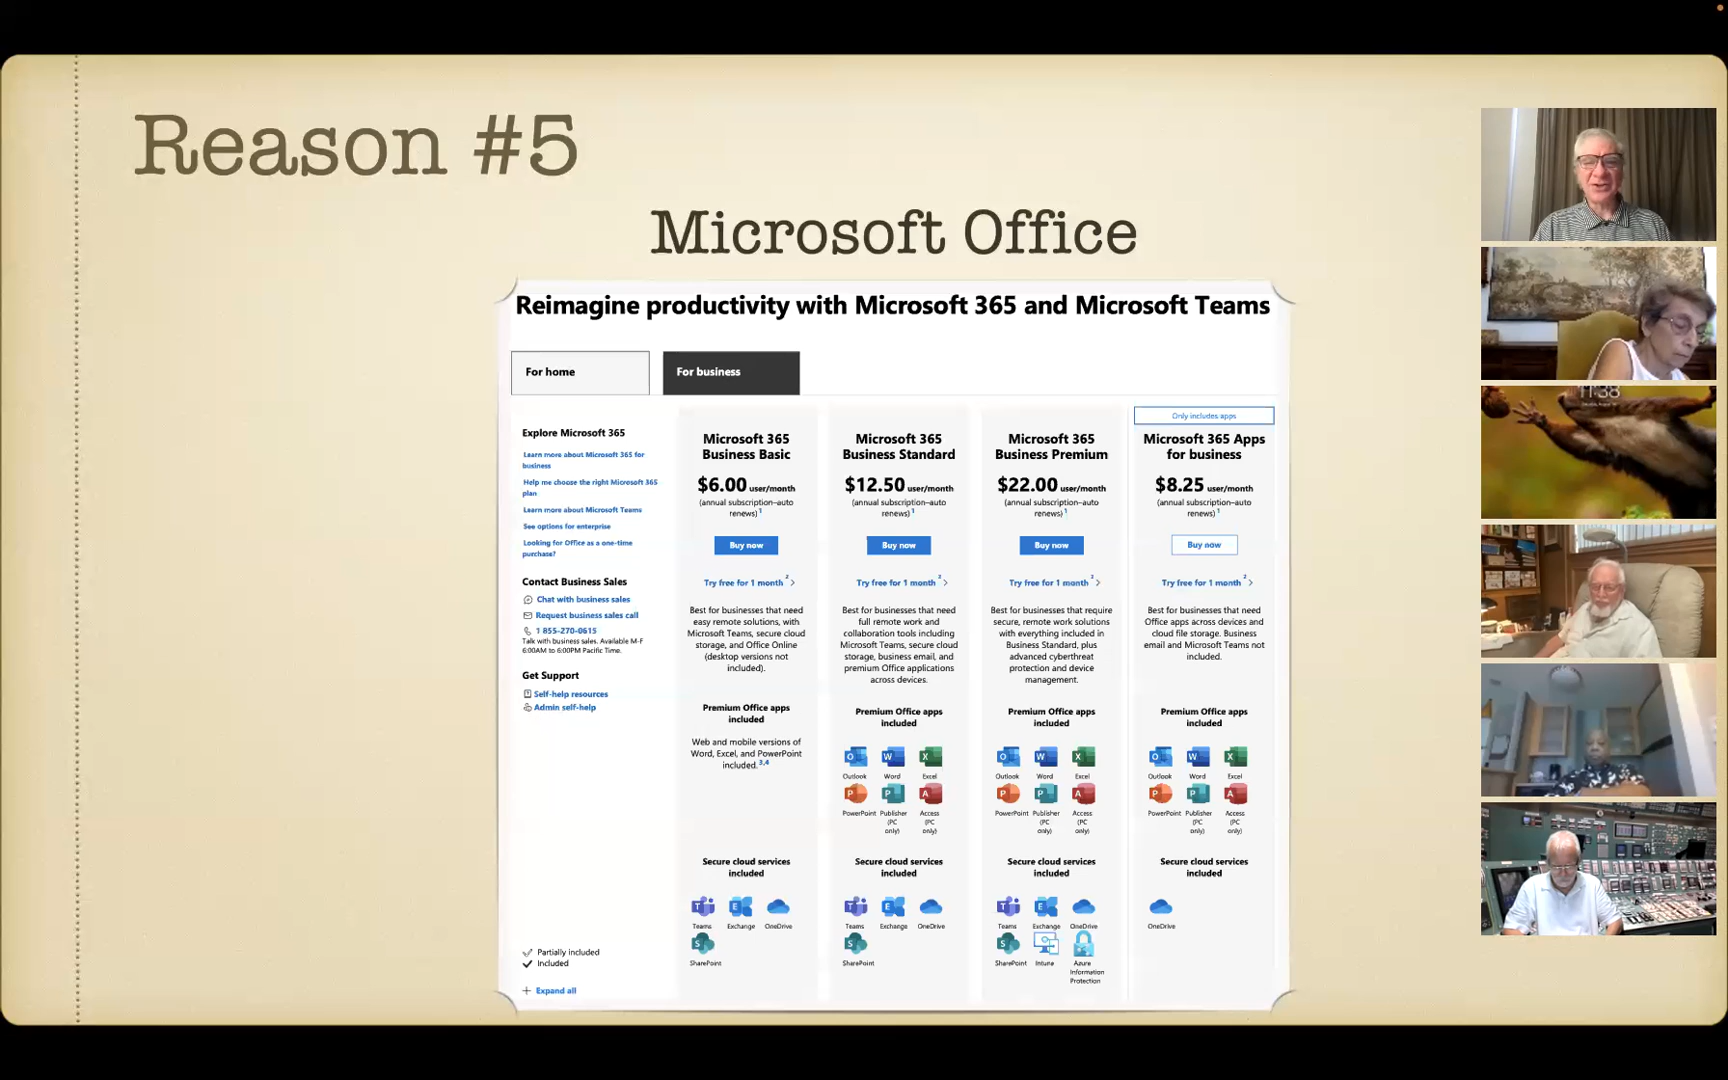 Reason #5
Microsoft Office
Reimagine productivity with Microsoft 365 and Microsoft Teams
For home
For business
Explore Microsoft 365
Learn more about Microsoft 365 for
business
Help me choose the right Microsoft 365
plan
Learn more about Microsoft Teams
See options for enterprise
Looking for Office as a one-time
purchase?
Contact Business Sales
Chat with business sales
Request business sales call
1 855-270-0615
Talk with business sales. Available M-F
6:00AM to 6:00PM Pacific Time.
Get Support
Self-help resources
Admin self-help
Partially included
Included
+ Expand all
Microsoft 365
Business Basic
$6.00 user/month
(annual subscription–auto
renews) 1
Buy now
Try free for 1 month 2 >
Best for businesses that need
easy remote solutions, with
Microsoft Teams, secure cloud
storage, and Office Online
(desktop versions not
included).
Premium Office apps
included
Web and mobile versions of
Word, Excel, and PowerPoint
included. 3,4
Secure cloud services
included
Teams Exchange OneDrive
SharePoint
Microsoft 365
Business Standard
$12.50 user/month
(annual subscription–auto
renews) 1
Buy now
Try free for 1 month 2 >
Best for businesses that need
full remote work and
collaboration tools including
Microsoft Teams, secure cloud
storage, business email, and
premium Office applications
across devices.
Premium Office apps
included
Outlook Word Excel
PowerPoint Publisher Access
(PC (PC
only) only)
Secure cloud services
included
Teams Exchange OneDrive
SharePoint
Microsoft 365
Business Premium
$22.00 user/month
(annual subscription–auto
renews) 1
Buy now
Try free for 1 month 2 >
Best for businesses that require
secure, remote work solutions
with everything included in
Business Standard, plus
advanced cyberthreat
protection and device
management.
Premium Office apps
included
Outlook Word Excel
PowerPoint Publisher Access
(PC (PC
only) only)
Secure cloud services
included
Teams Exchange OneDrive
SharePoint Intune Azure
Information
Protection
Only includes apps
Microsoft 365 Apps
for business
$8.25 user/month
(annual subscription–auto
renews) 1
Buy now
Try free for 1 month 2 >
Best for businesses that need
Office apps across devices and
cloud file storage. Business
email and Microsoft Teams not
included.
Premium Office apps
included
Outlook Word Excel
PowerPoint Publisher Access
(PC (PC
only) only)
Secure cloud services
included
OneDrive
11:38